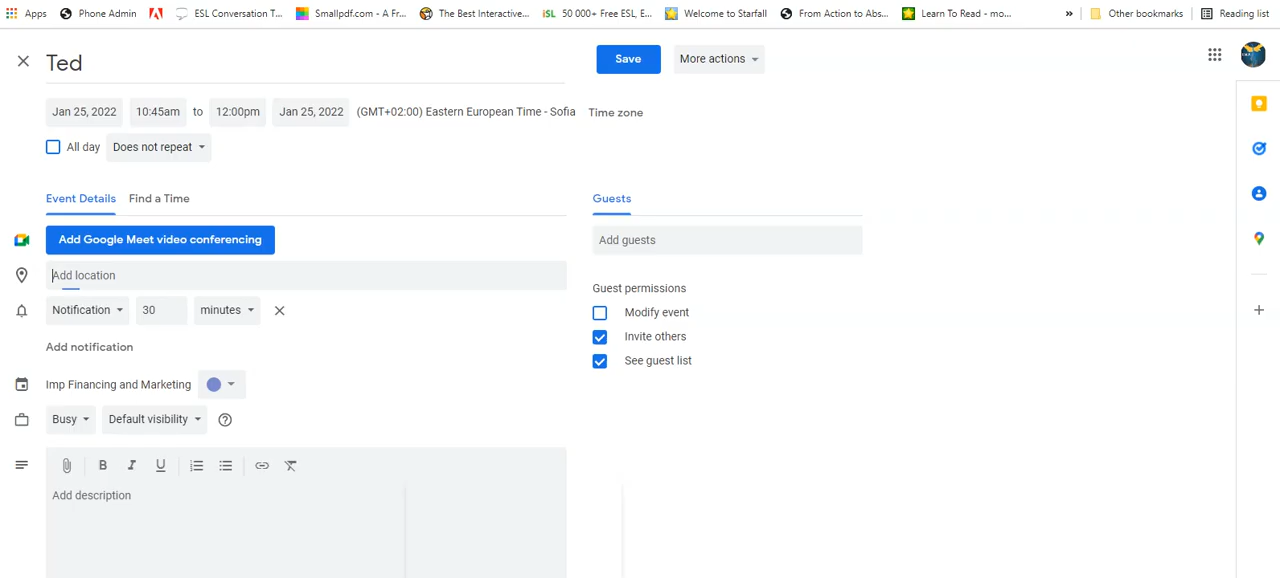 Apps Phone Admin ESL Conversation T... Smallpdf.com - A Fr... The Best Interactive... iSL 50 000+ Free ESL, E... Welcome to Starfall From Action to Abs... Learn To Read - mo... » Other bookmarks Reading list
Ted Save More actions
Jan 25, 2022 10:45am to 12:00pm Jan 25, 2022 (GMT+02:00) Eastern European Time - Sofia Time zone
All day Does not repeat
Event Details Find a Time Guests
Add Google Meet video conferencing Add guests
Add location
Guest permissions
Notification 30 minutes Modify event
Invite others
Add notification
See guest list
Imp Financing and Marketing
Busy Default visibility
B I U
Add description